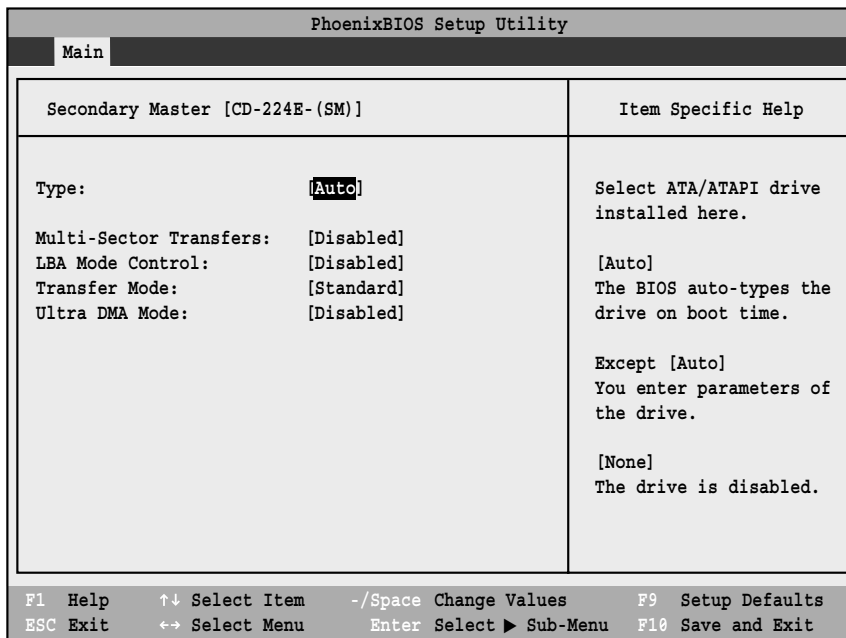 PhoenixBIOS Setup Utility
Main
Secondary Master [CD-224E-(SM)]
Item Specific Help
Type: [Auto]
Multi-Sector Transfers: [Disabled]
LBA Mode Control: [Disabled]
Transfer Mode: [Standard]
Ultra DMA Mode: [Disabled]
Select ATA/ATAPI drive
installed here.
[Auto]
The BIOS auto-types the
drive on boot time.
Except [Auto]
You enter parameters of
the drive.
[None]
The drive is disabled.
F1 Help ↑↓ Select Item -/Space Change Values F9 Setup Defaults
ESC Exit ←→ Select Menu Enter Select ▶ Sub-Menu F10 Save and Exit